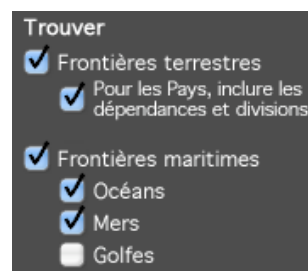 Trouver
Frontières terrestres
Pour les Pays, inclure les
dépendances et divisions
Frontières maritimes
Océans
Mers
Golfes